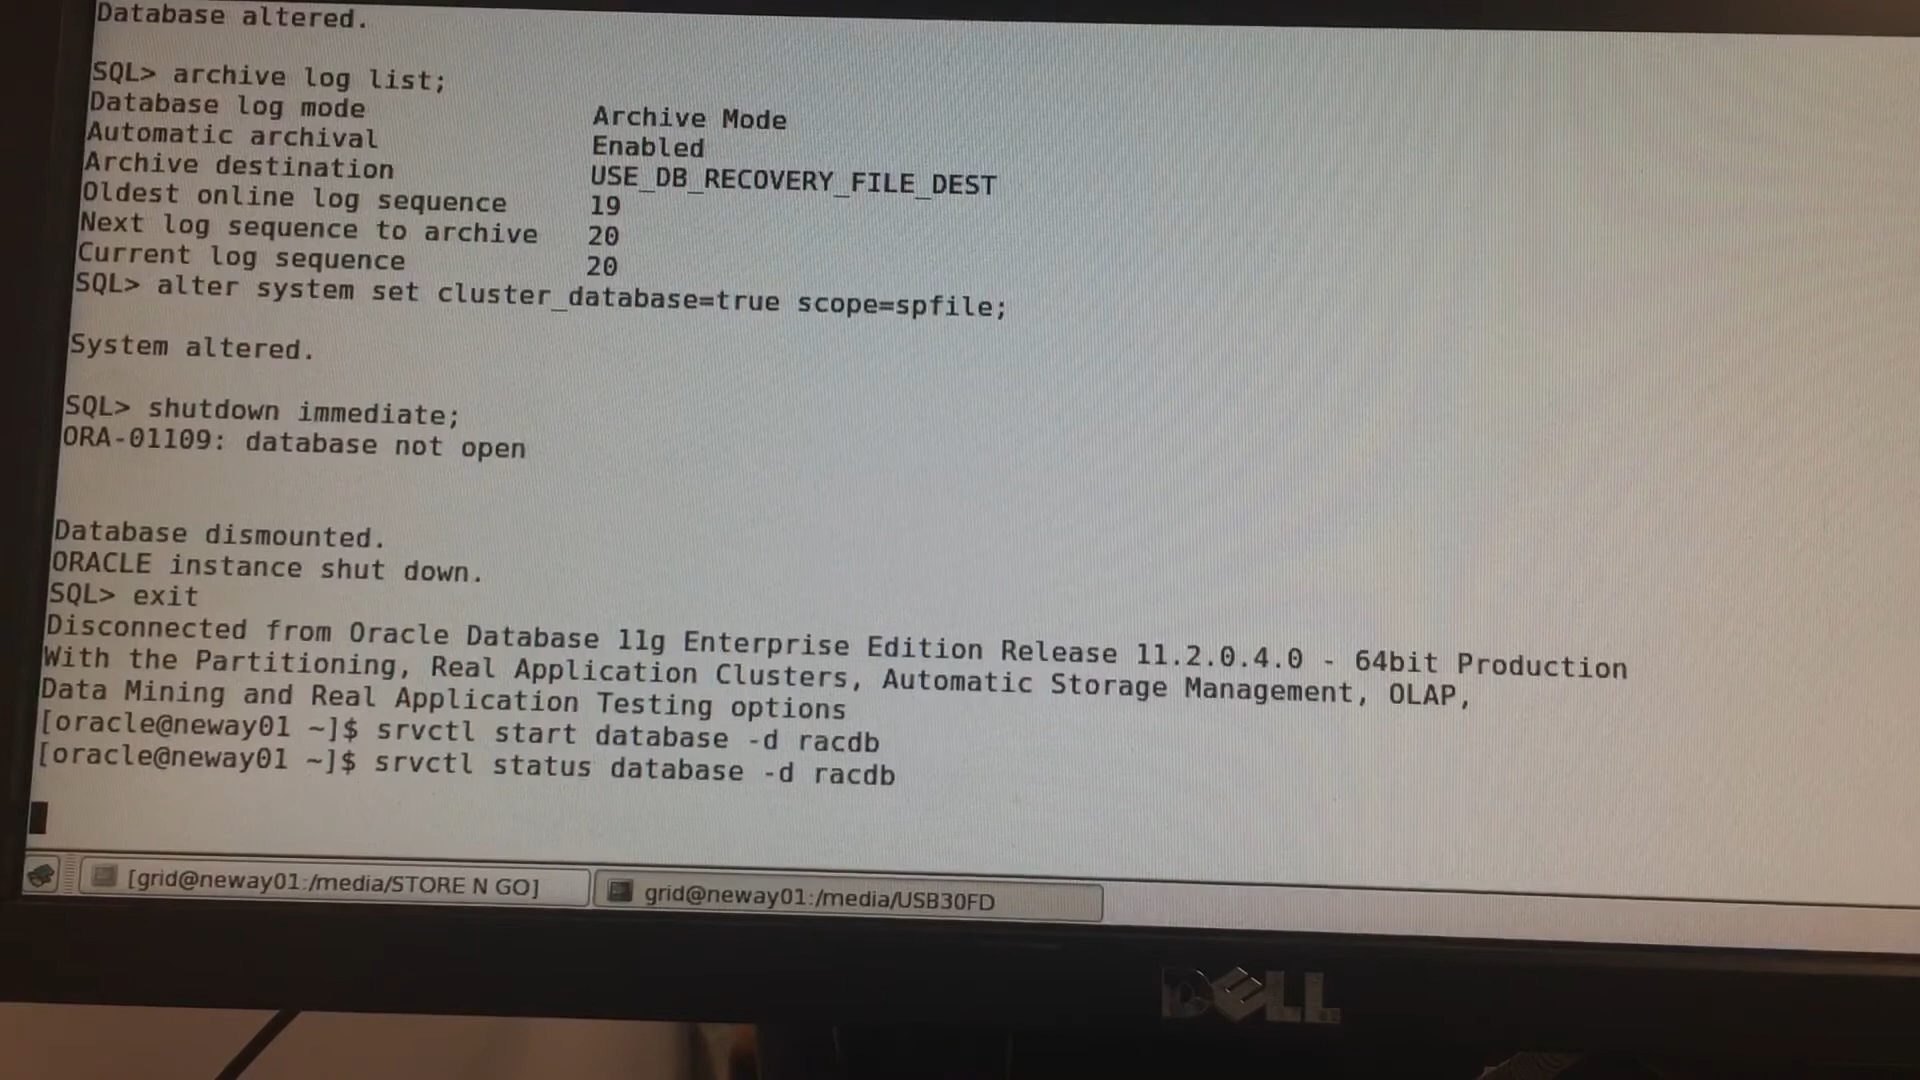 Database altered.
SQL> archive log list;
Database log mode Archive Mode
Automatic archival Enabled
Archive destination USE_DB_RECOVERY_FILE_DEST
Oldest online log sequence 19
Next log sequence to archive 20
Current log sequence 20
SQL> alter system set cluster_database=true scope=spfile;
System altered.
SQL> shutdown immediate;
ORA-01109: database not open
Database dismounted.
ORACLE instance shut down.
SQL> exit
Disconnected from Oracle Database 11g Enterprise Edition Release 11.2.0.4.0 - 64bit Production
With the Partitioning, Real Application Clusters, Automatic Storage Management, OLAP,
Data Mining and Real Application Testing options
[oracle@neway01 ~]$ srvctl start database -d racdb
[oracle@neway01 ~]$ srvctl status database -d racdb
[grid@neway01:/media/STORE N GO]
grid@neway01:/media/USB30FD
DELL